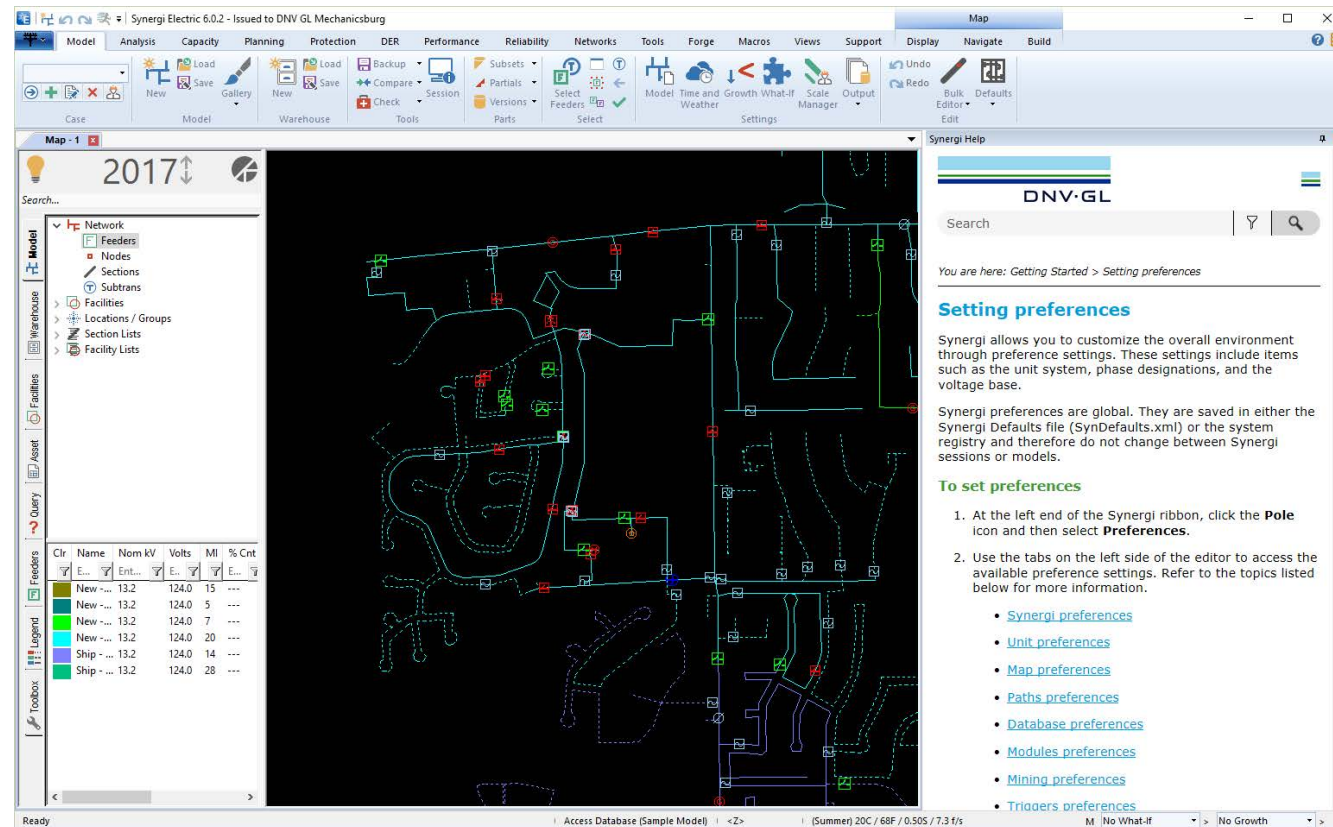 Synergi Electric 6.0.2 - Issued to DNV GL Mechanicsburg
Map
Model Analysis Capacity Planning Protection DER Performance Reliability Networks Tools Forge Macros Views Support Display Navigate Build
Load Backup Load Subsets Undo
Save Compare Save Partials Redo
New Gallery New Check Session Versions Select Feeders Model Time and Weather Growth What-If Scale Manager Output Bulk Editor Defaults
Case Model Warehouse Tools Parts Select Settings Edit
Map - 1
Synergi Help
2017
Search...
Network
Feeders
Nodes
Sections
Subtrans
Facilities
Locations / Groups
Section Lists
Facility Lists
Model
Warehouse
Facilities
Asset
Query
Feeders
Legend
Toolbox
Clr Name Nom kV Volts MI % Cnt
E... Ent... E.. E...
New -... 13.2 124.0 15 ---
New -... 13.2 124.0 5 ---
New -... 13.2 124.0 7 ---
New -... 13.2 124.0 20 ---
Ship - ... 13.2 124.0 14 ---
Ship - ... 13.2 124.0 28 ---
DNV·GL
Search
You are here: Getting Started > Setting preferences
Setting preferences
Synergi allows you to customize the overall environment
through preference settings. These settings include items
such as the unit system, phase designations, and the
voltage base.
Synergi preferences are global. They are saved in either the
Synergi Defaults file (SynDefaults.xml) or the system
registry and therefore do not change between Synergi
sessions or models.
To set preferences
1. At the left end of the Synergi ribbon, click the Pole
icon and then select Preferences.
2. Use the tabs on the left side of the editor to access the
available preference settings. Refer to the topics listed
below for more information.
• Synergi preferences
• Unit preferences
• Map preferences
• Paths preferences
• Database preferences
• Modules preferences
• Mining preferences
• Triggers preferences
Ready
Access Database (Sample Model) <Z> (Summer) 20C / 68F / 0.50S / 7.3 f/s M No What-If > No Growth >